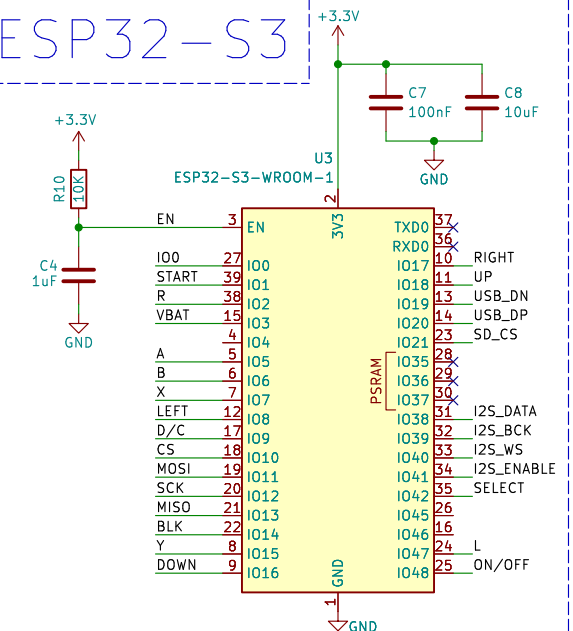 ESP32-S3
+3.3V
+3.3V
C7
100nF
C8
10uF
GND
R10
10K
U3
ESP32-S3-WROOM-1
2
3V3
C4
1uF
GND
EN 3 EN
IO0 27 IO0
START 39 IO1
R 38 IO2
VBAT 15 IO3
4 IO4
A 5 IO5
B 6 IO6
X 7 IO7
LEFT 12 IO8
D/C 17 IO9
CS 18 IO10
MOSI 19 IO11
SCK 20 IO12
MISO 21 IO13
BLK 22 IO14
Y 8 IO15
DOWN 9 IO16
TXD0 37
RXD0 36
IO17 10 RIGHT
IO18 11 UP
IO19 13 USB_DN
IO20 14 USB_DP
IO21 23 SD_CS
IO35 28
IO36 29
IO37 30
PSRAM
IO38 31 I2S_DATA
IO39 32 I2S_BCK
IO40 33 I2S_WS
IO41 34 I2S_ENABLE
IO42 35 SELECT
IO45 26
IO46 16
IO47 24 L
IO48 25 ON/OFF
GND
1
GND